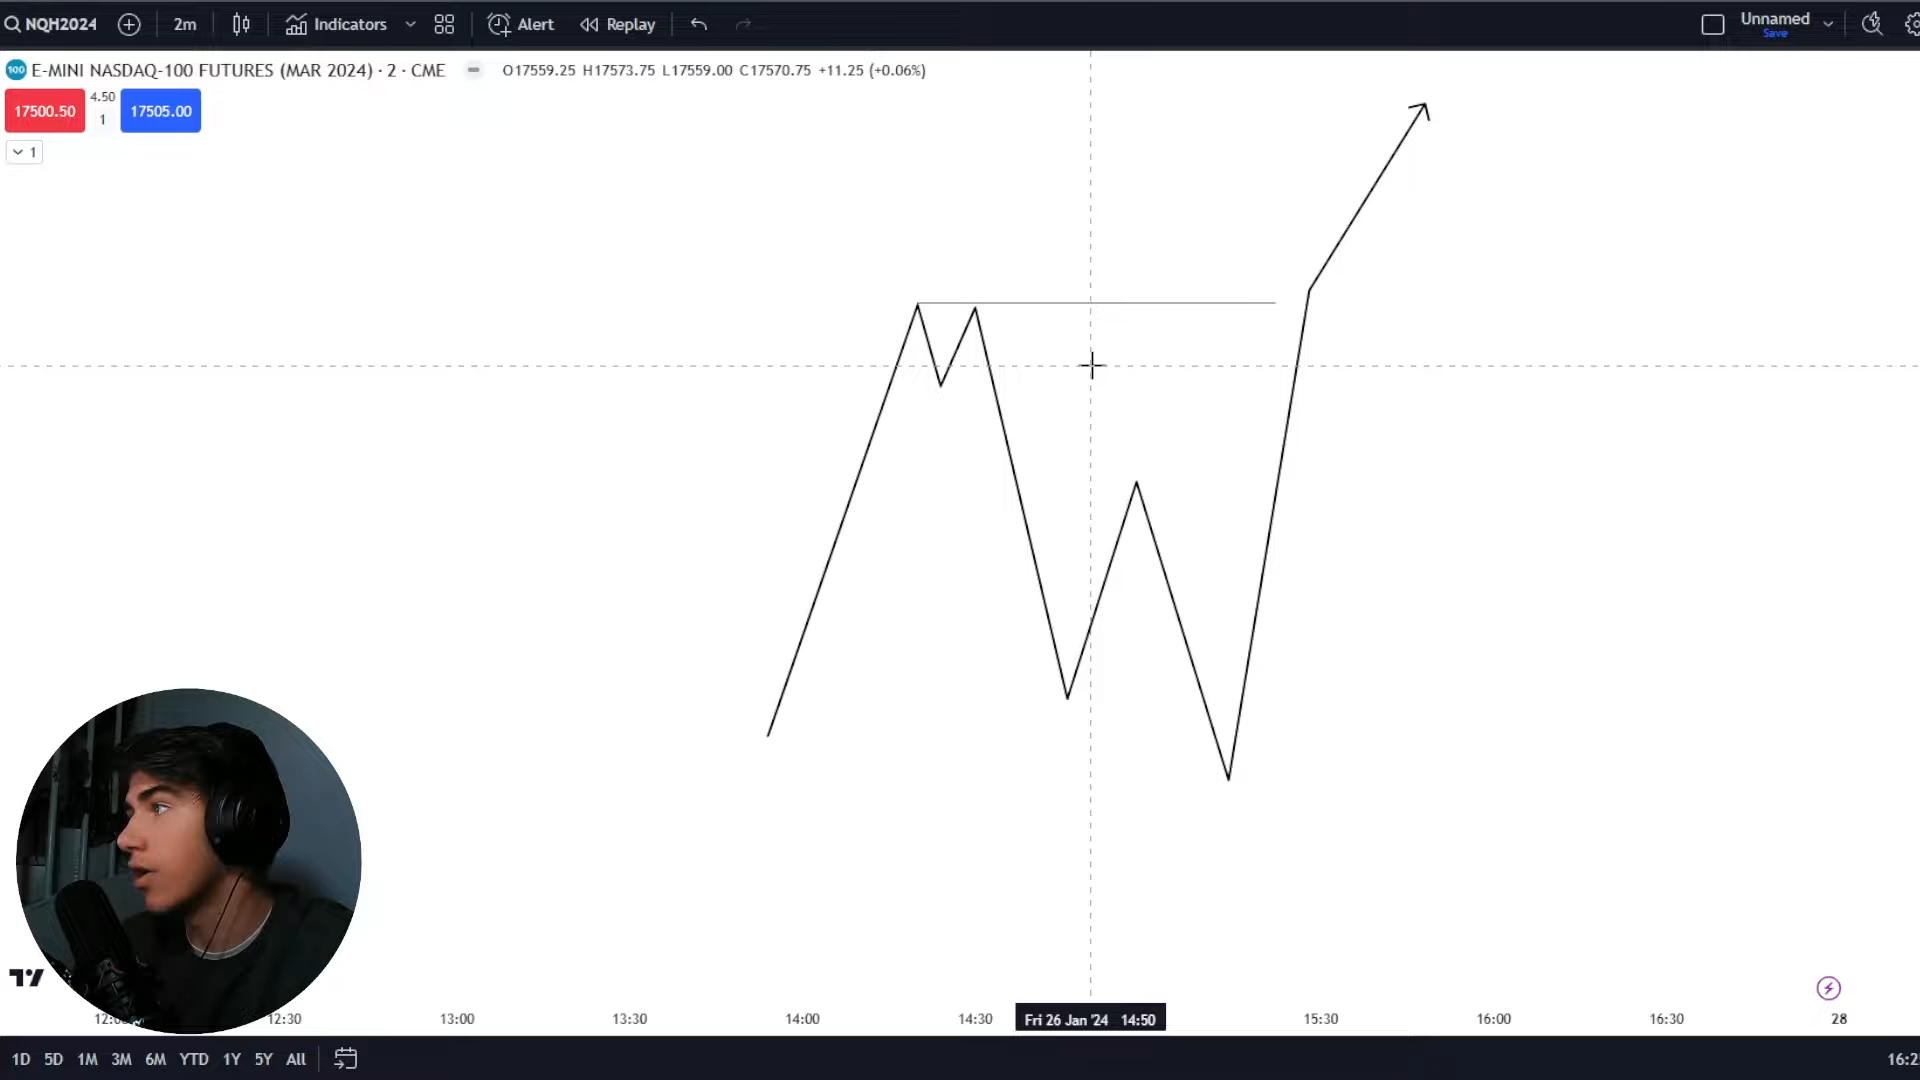 NQH2024 2m Indicators Alert Replay Unnamed
Save
100 E-MINI NASDAQ-100 FUTURES (MAR 2024) · 2 · CME O17559.25 H17573.75 L17559.00 C17570.75 +11.25 (+0.06%)
17500.50 4.50 17505.00
1
1
12:30 13:00 13:30 14:00 14:30 Fri 26 Jan '24 14:50 15:30 16:00 16:30 28
1D 5D 1M 3M 6M YTD 1Y 5Y All